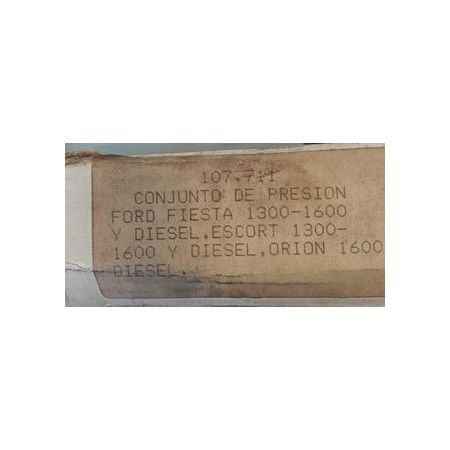 107.711
CONJUNTO DE PRESION
FORD FIESTA 1300-1600
Y DIESEL,ESCORT 1300-
1600 Y DIESEL,ORION 1600
DIESEL.